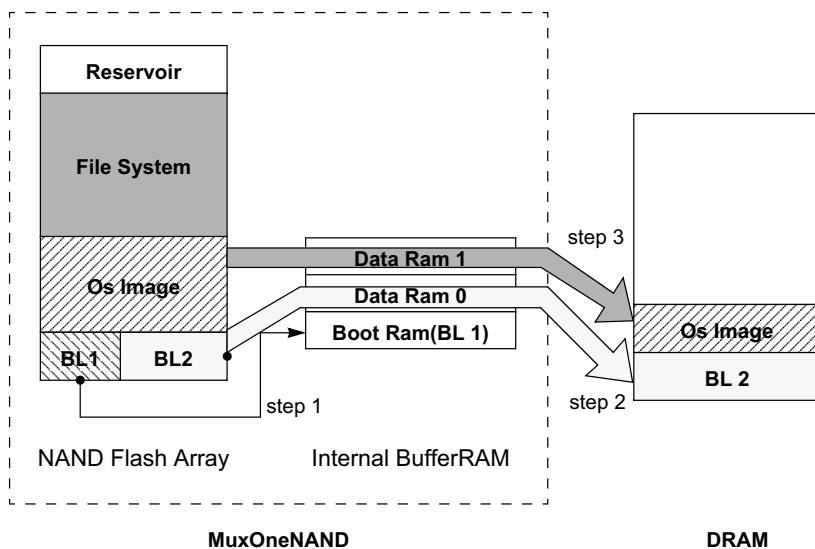 Reservoir
File System
Os Image
BL1
BL2
NAND Flash Array
step 1
Data Ram 1
Data Ram 0
Boot Ram(BL 1)
Internal BufferRAM
step 3
step 2
Os Image
BL 2
MuxOneNAND
DRAM